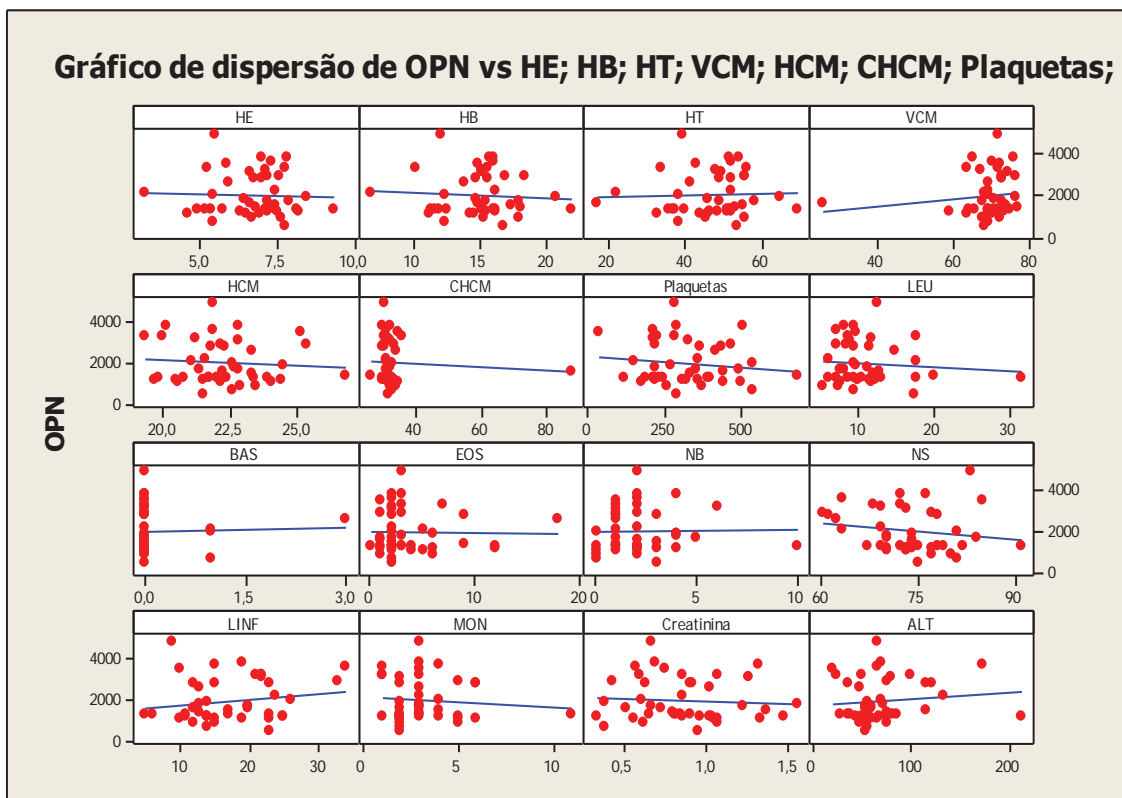 Gráfico de dispersão de OPN vs HE; HB; HT; VCM; HCM; CHCM; Plaquetas;
HE HB HT VCM
4000
2000
0
5,0 7,5 10,0 10 15 20 20 40 60 40 60 80
HCM CHCM Plaquetas LEU
4000
2000
0
20,0 22,5 25,0 40 60 80 0 250 500 10 20 30
OPN
BAS EOS NB NS
4000
2000
0
0,0 1,5 3,0 0 10 20 0 5 10 60 75 90
LINF MON Creatinina ALT
4000
2000
0
10 20 30 0 5 10 0,5 1,0 1,5 0 100 200